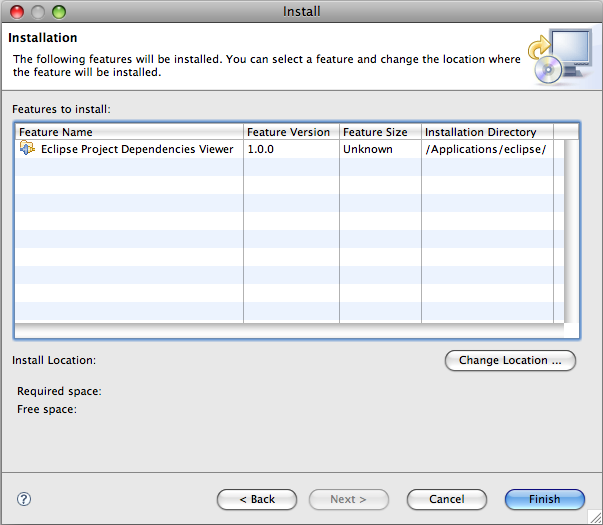 Install
Installation
The following features will be installed. You can select a feature and change the location where
the feature will be installed.
Features to install:
Feature Name Feature Version Feature Size Installation Directory
Eclipse Project Dependencies Viewer 1.0.0 Unknown /Applications/eclipse/
Install Location:
Change Location ...
Required space:
Free space:
?
< Back Next > Cancel Finish